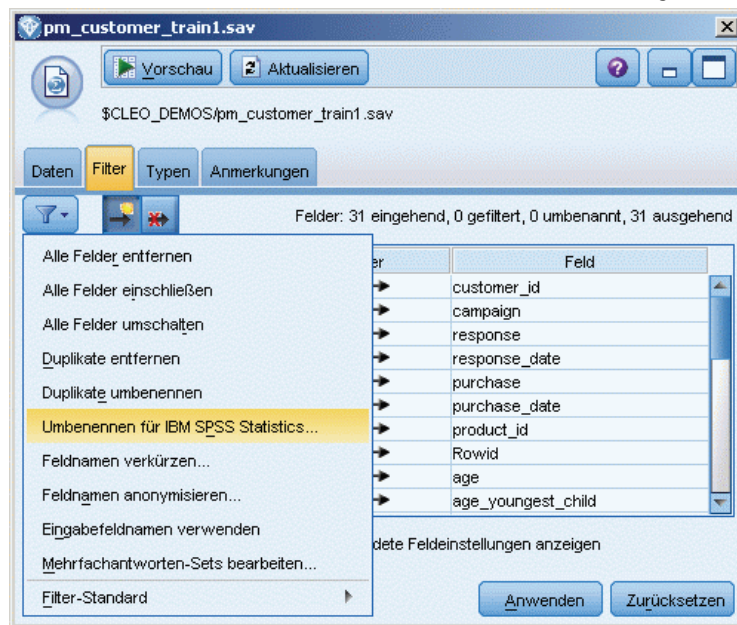 pm_customer_train1.sav
Vorschau
Aktualisieren
$CLEO_DEMOS/pm_customer_train1.sav
Daten
Filter
Typen
Anmerkungen
Felder: 31 eingehend, 0 gefiltert, 0 umbenannt, 31 ausgehend
Alle Felder entfernen
Alle Felder einschließen
Alle Felder umschalten
Duplikate entfernen
Duplikate umbenennen
Umbenennen für IBM SPSS Statistics...
Feldnamen verkürzen...
Feldnamen anonymisieren...
Eingabefeldnamen verwenden
Mehrfachantworten-Sets bearbeiten...
Filter-Standard
er
Feld
customer_id
campaign
response
response_date
purchase
purchase_date
product_id
Rowid
age
age_youngest_child
dete Feldeinstellungen anzeigen
Anwenden
Zurücksetzen